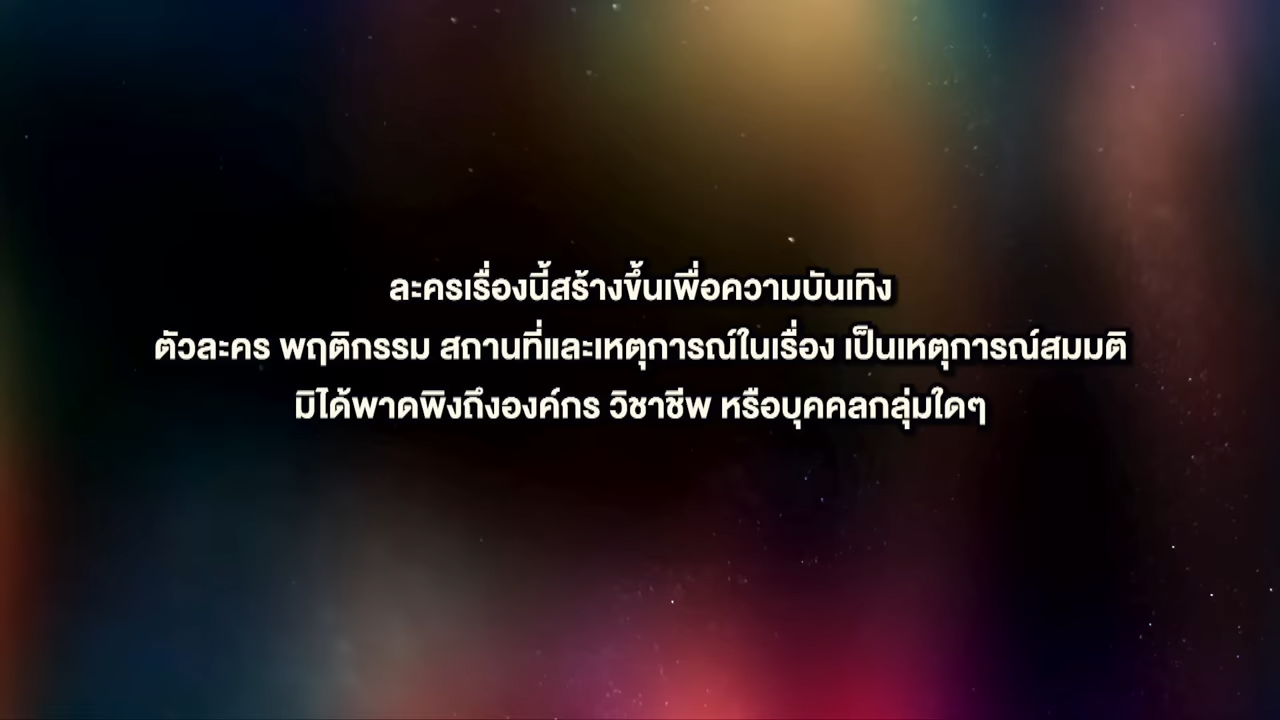 ละครเรื่องนี้สร้างขึ้นเพื่อความบันเทิง
ตัวละคร พฤติกรรม สถานที่และเหตุการณ์ในเรื่อง เป็นเหตุการณ์สมมติ
มิได้พาดพิงถึงองค์กร วิชาชีพ หรือบุคคลกลุ่มใดๆ